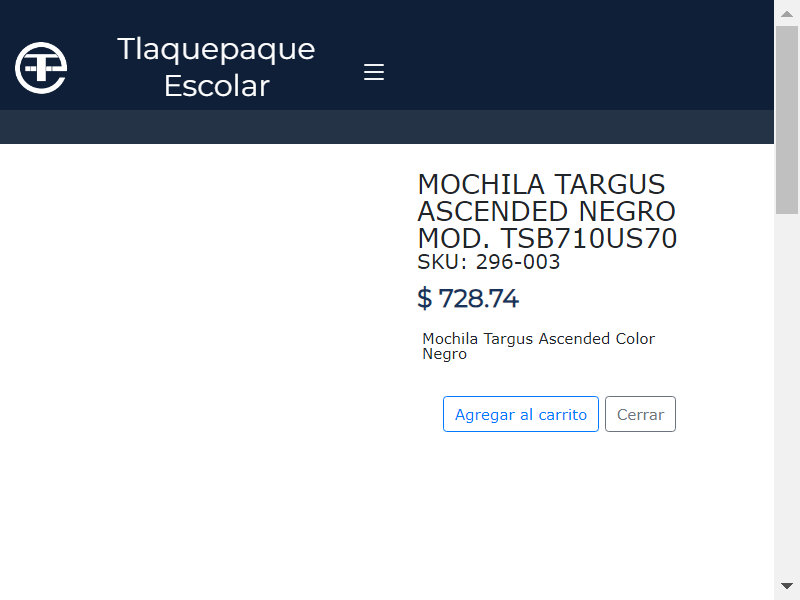 Tlaquepaque
Escolar
MOCHILA TARGUS
ASCENDED NEGRO
MOD. TSB710US70
SKU: 296-003
$ 728.74
Mochila Targus Ascended Color
Negro
Agregar al carrito
Cerrar